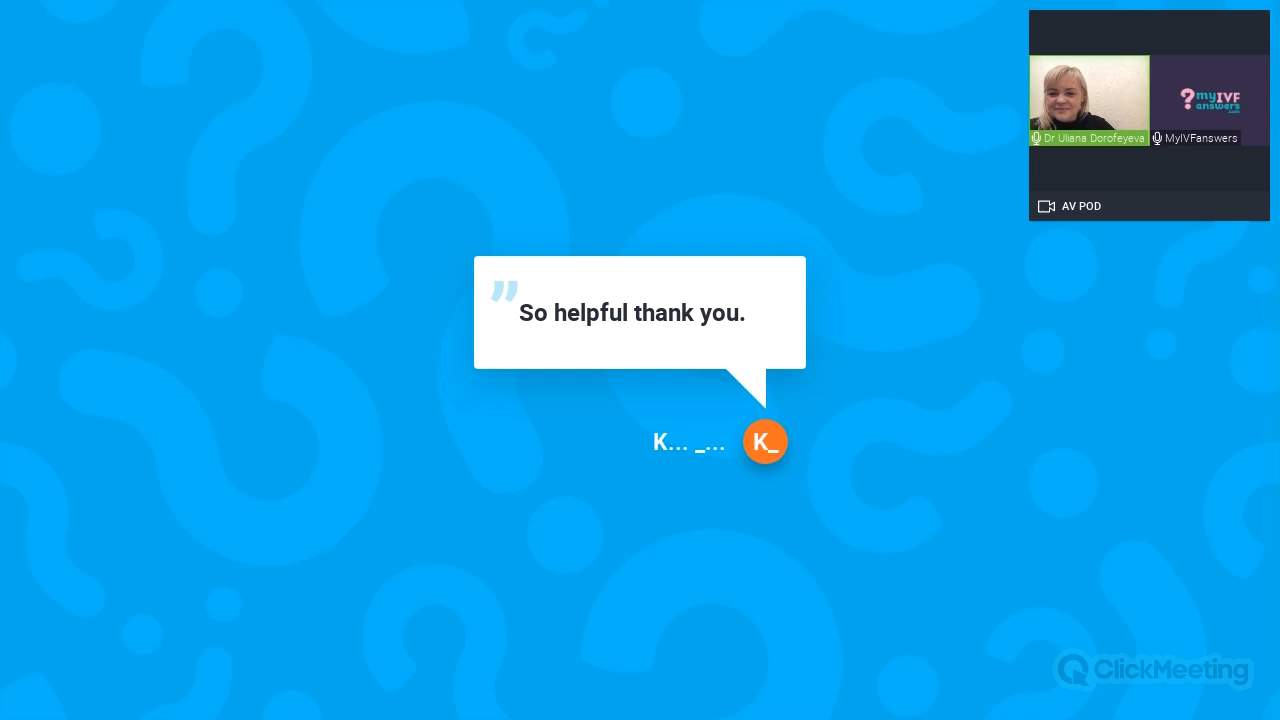 ”
So helpful thank you.
K... _...
K_
?myIVF
answers
Dr Uliana Dorofeyeva
MyIVFanswers
AV POD
ClickMeeting